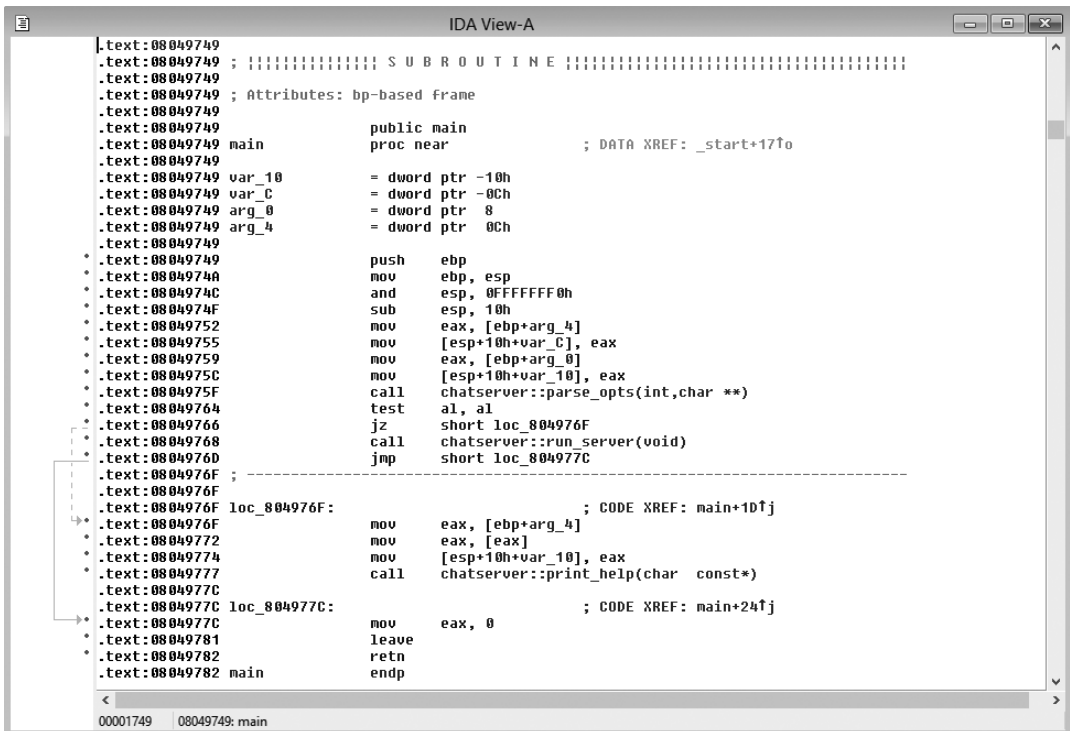 IDA View-A
.text:08049749
.text:08049749 ; ¦¦¦¦¦¦¦¦¦¦¦¦¦¦¦ S U B R O U T I N E ¦¦¦¦¦¦¦¦¦¦¦¦¦¦¦¦¦¦¦¦¦¦¦¦¦¦¦¦¦¦¦¦¦¦¦¦¦¦¦
.text:08049749
.text:08049749 ; Attributes: bp-based frame
.text:08049749
.text:08049749 public main
.text:08049749 main proc near ; DATA XREF: _start+17↑o
.text:08049749
.text:08049749 var_10 = dword ptr -10h
.text:08049749 var_C = dword ptr -0Ch
.text:08049749 arg_0 = dword ptr 8
.text:08049749 arg_4 = dword ptr 0Ch
.text:08049749
.text:08049749 push ebp
.text:0804974A mov ebp, esp
.text:0804974C and esp, 0FFFFFFF0h
.text:0804974F sub esp, 10h
.text:08049752 mov eax, [ebp+arg_4]
.text:08049755 mov [esp+10h+var_C], eax
.text:08049759 mov eax, [ebp+arg_0]
.text:0804975C mov [esp+10h+var_10], eax
.text:0804975F call chatserver::parse_opts(int,char **)
.text:08049764 test al, al
.text:08049766 jz short loc_804976F
.text:08049768 call chatserver::run_server(void)
.text:0804976D jmp short loc_804977C
.text:0804976F ; ---------------------------------------------------------------------------
.text:0804976F
.text:0804976F loc_804976F: ; CODE XREF: main+1D↑j
.text:0804976F mov eax, [ebp+arg_4]
.text:08049772 mov eax, [eax]
.text:08049774 mov [esp+10h+var_10], eax
.text:08049777 call chatserver::print_help(char const*)
.text:0804977C
.text:0804977C loc_804977C: ; CODE XREF: main+24↑j
.text:0804977C mov eax, 0
.text:08049781 leave
.text:08049782 retn
.text:08049782 main endp
00001749 08049749: main